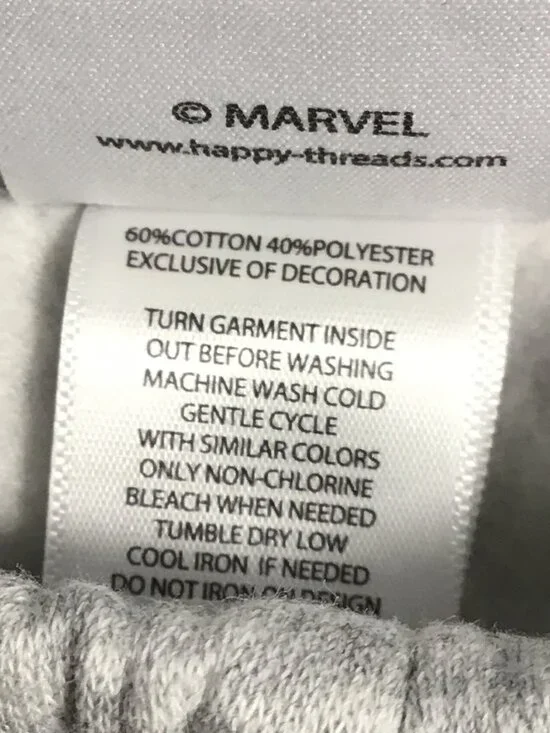 © MARVEL
www.happy-threads.com
60%COTTON 40%POLYESTER
EXCLUSIVE OF DECORATION
TURN GARMENT INSIDE
OUT BEFORE WASHING
MACHINE WASH COLD
GENTLE CYCLE
WITH SIMILAR COLORS
ONLY NON-CHLORINE
BLEACH WHEN NEEDED
TUMBLE DRY LOW
COOL IRON IF NEEDED
DO NOT IRON ON DESIGN